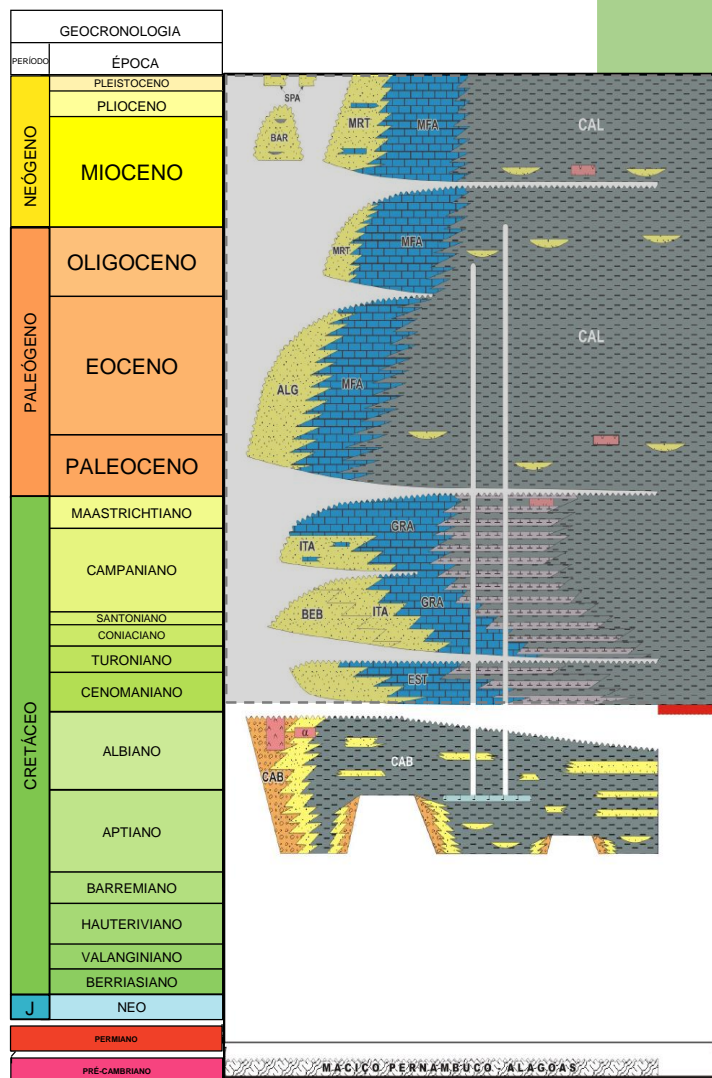 GEOCRONOLOGIA
PERÍODO ÉPOCA
NEÓGENO
PLEISTOCENO
PLIOCENO
MIOCENO
PALEÓGENO
OLIGOCENO
EOCENO
PALEOCENO
CRETÁCEO
MAASTRICHTIANO
CAMPANIANO
SANTONIANO
CONIACIANO
TURONIANO
CENOMANIANO
ALBIANO
APTIANO
BARREMIANO
HAUTERIVIANO
VALANGINIANO
BERRIASIANO
J NEO
PERMIANO
PRÉ-CAMBRIANO
SPA
BAR
MRT
MFA
CAL
MRT
MFA
ALG
MFA
CAL
GRA
ITA
BEB
ITA
GRA
EST
α
CAB
CAB
MACIÇO PERNAMBUCO - ALAGOAS